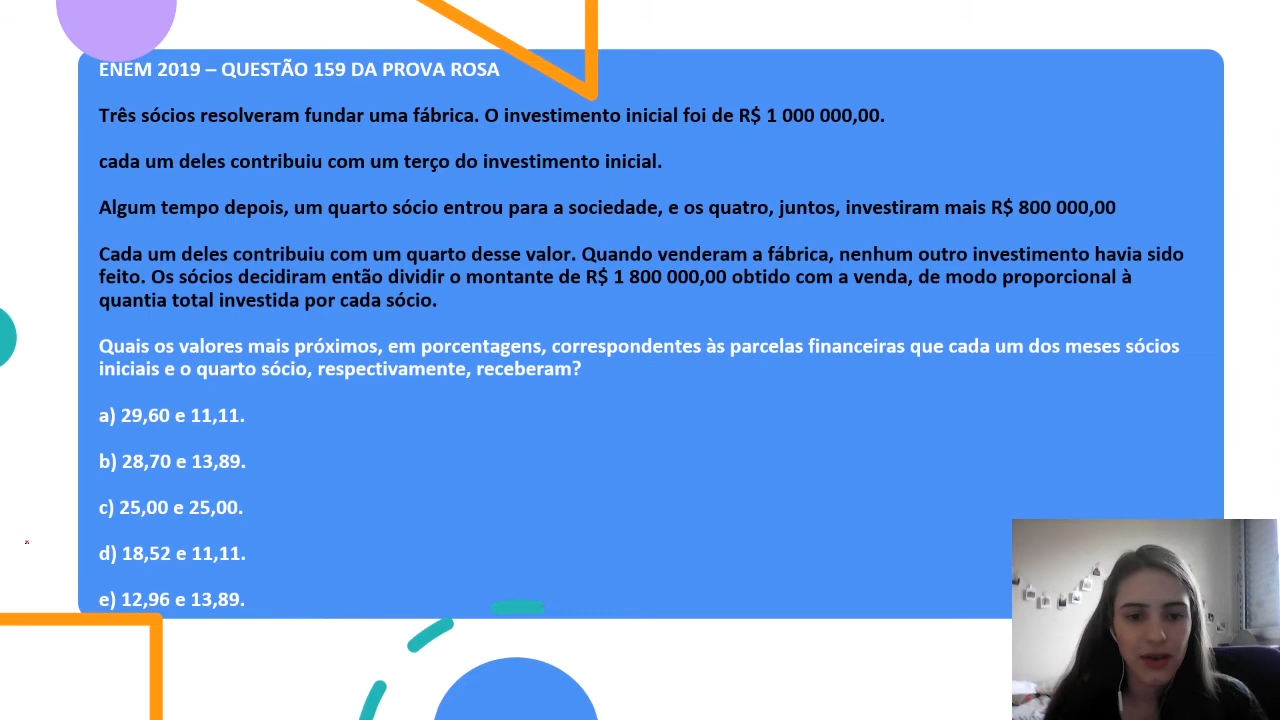 ENEM 2019 – QUESTÃO 159 DA PROVA ROSA
Três sócios resolveram fundar uma fábrica. O investimento inicial foi de R$ 1 000 000,00.
cada um deles contribuiu com um terço do investimento inicial.
Algum tempo depois, um quarto sócio entrou para a sociedade, e os quatro, juntos, investiram mais R$ 800 000,00
Cada um deles contribuiu com um quarto desse valor. Quando venderam a fábrica, nenhum outro investimento havia sido
feito. Os sócios decidiram então dividir o montante de R$ 1 800 000,00 obtido com a venda, de modo proporcional à
quantia total investida por cada sócio.
Quais os valores mais próximos, em porcentagens, correspondentes às parcelas financeiras que cada um dos meses sócios
iniciais e o quarto sócio, respectivamente, receberam?
a) 29,60 e 11,11.
b) 28,70 e 13,89.
c) 25,00 e 25,00.
d) 18,52 e 11,11.
e) 12,96 e 13,89.